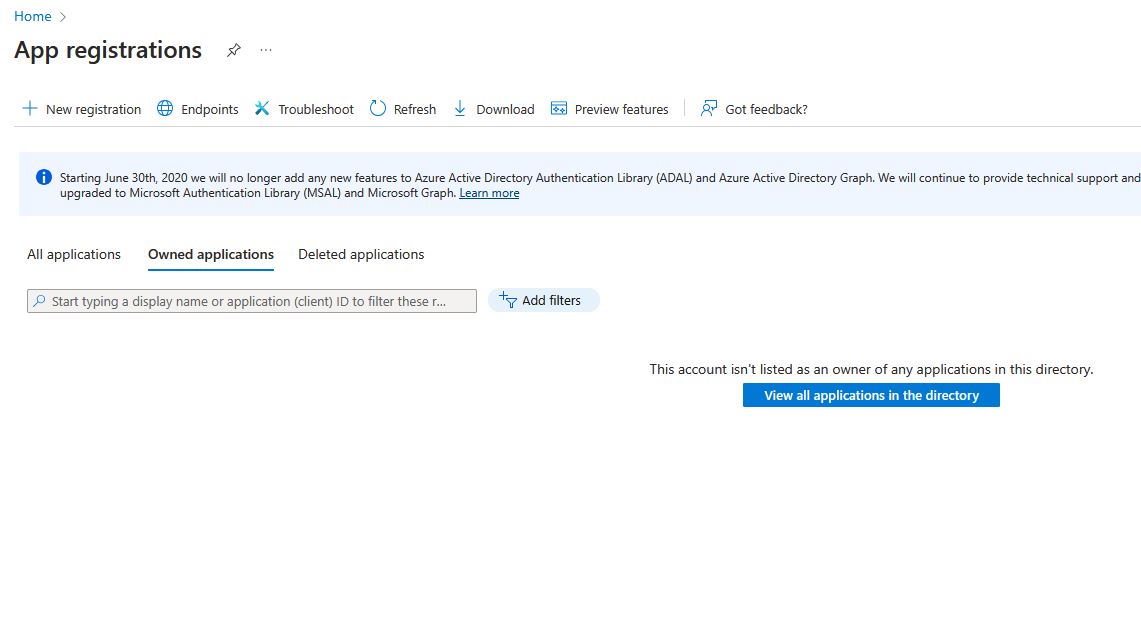 Home
App registrations
New registration Endpoints Troubleshoot Refresh Download Preview features Got feedback?
Starting June 30th, 2020 we will no longer add any new features to Azure Active Directory Authentication Library (ADAL) and Azure Active Directory Graph. We will continue to provide technical support and
upgraded to Microsoft Authentication Library (MSAL) and Microsoft Graph. Learn more
All applications Owned applications Deleted applications
Start typing a display name or application (client) ID to filter these r... Add filters
This account isn't listed as an owner of any applications in this directory.
View all applications in the directory